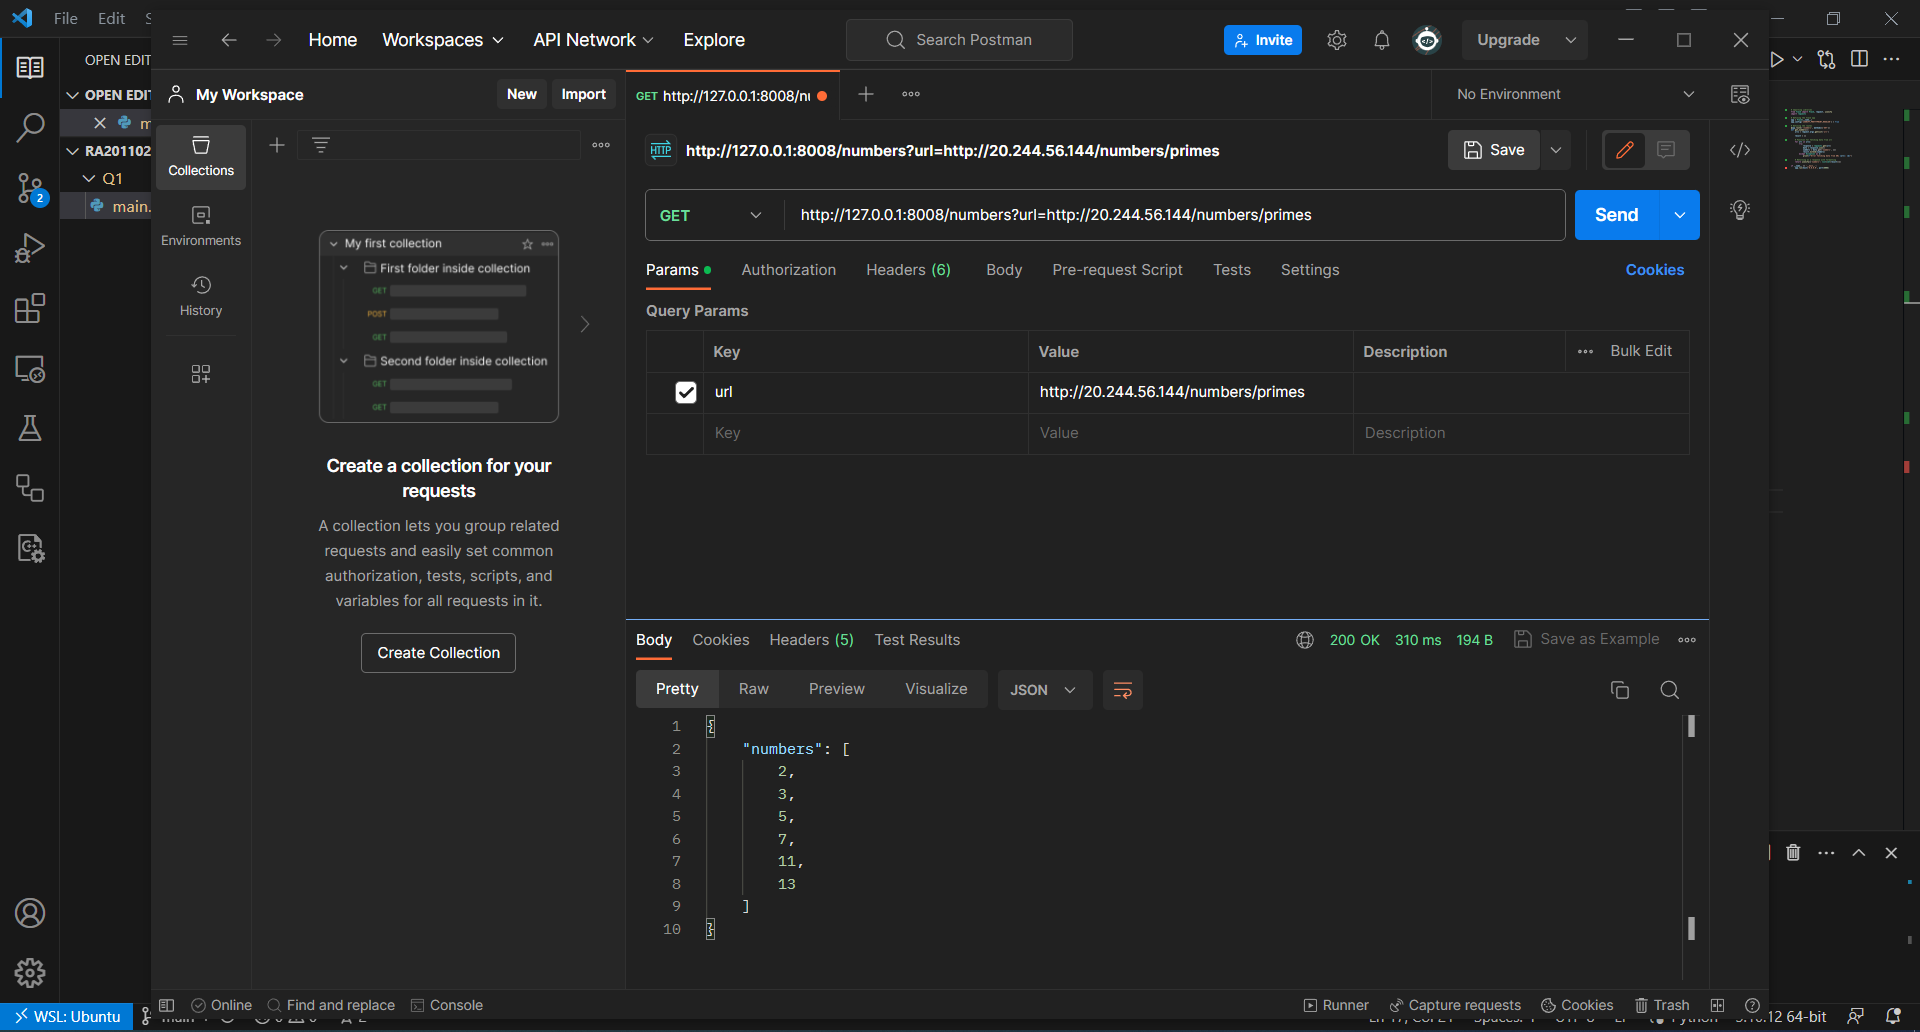 File Edit
Home Workspaces API Network Explore
Search Postman
Invite
Upgrade
OPEN EDIT
OPEN EDIT
RA201102
Q1
main.
2
My Workspace
New Import
Collections
Environments
History
My first collection
First folder inside collection
GET
POST
GET
Second folder inside collection
GET
GET
Create a collection for your
requests
A collection lets you group related
requests and easily set common
authorization, tests, scripts, and
variables for all requests in it.
Create Collection
GET http://127.0.0.1:8008/nu
No Environment
HTTP http://127.0.0.1:8008/numbers?url=http://20.244.56.144/numbers/primes
Save
GET http://127.0.0.1:8008/numbers?url=http://20.244.56.144/numbers/primes
Send
Params Authorization Headers (6) Body Pre-request Script Tests Settings Cookies
Query Params
Key Value Description Bulk Edit
url http://20.244.56.144/numbers/primes
Key Value Description
Body Cookies Headers (5) Test Results
200 OK 310 ms 194 B Save as Example
Pretty Raw Preview Visualize JSON
1 {
2 "numbers": [
3 2,
4 3,
5 5,
6 7,
7 11,
8 13
9 ]
10 }
Online Find and replace Console
Runner Capture requests Cookies Trash
WSL: Ubuntu
64-bit